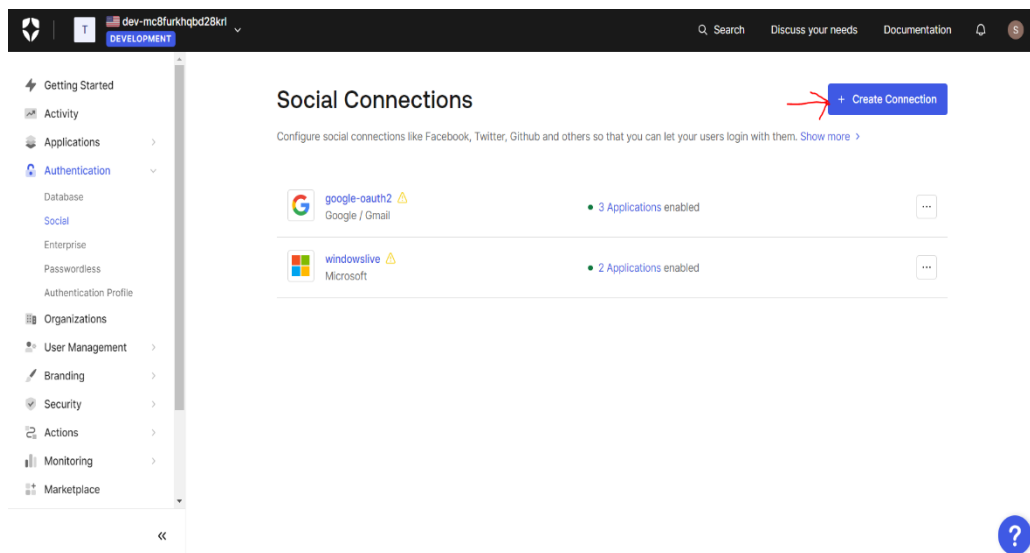 T
dev-mc8furkhqbd28krl
DEVELOPMENT
Search
Discuss your needs
Documentation
S
Getting Started
Activity
Applications
Authentication
Database
Social
Enterprise
Passwordless
Authentication Profile
Organizations
User Management
Branding
Security
Actions
Monitoring
Marketplace
Social Connections
+ Create Connection
Configure social connections like Facebook, Twitter, Github and others so that you can let your users login with them. Show more >
google-oauth2
Google / Gmail
3 Applications enabled
...
windowslive
Microsoft
2 Applications enabled
...
?